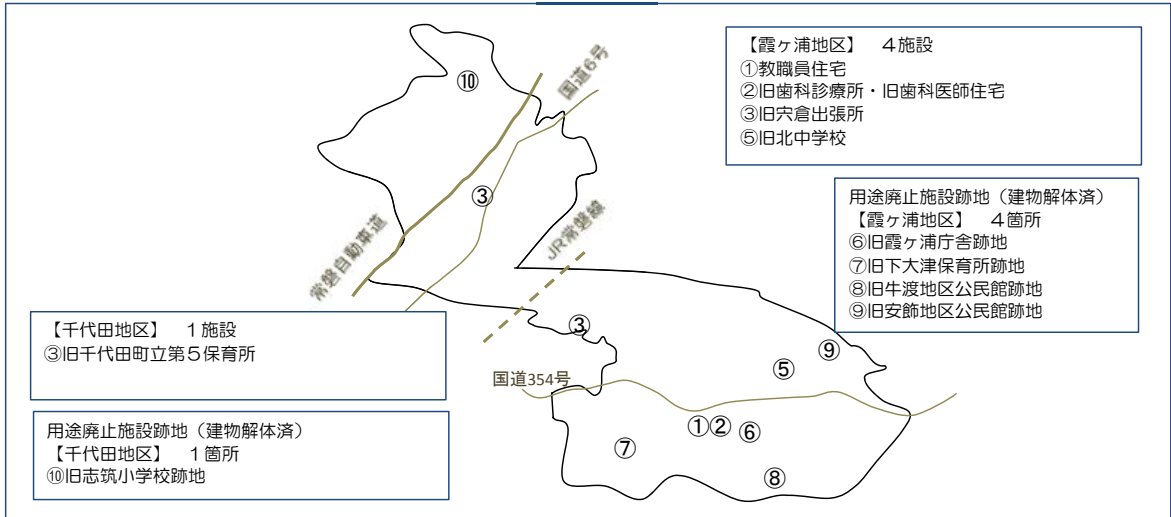 【霞ヶ浦地区】 4施設
①教職員住宅
②旧歯科診療所・旧歯科医師住宅
③旧宍倉出張所
⑤旧北中学校
用途廃止施設跡地（建物解体済）
【霞ヶ浦地区】 4箇所
⑥旧霞ヶ浦庁舎跡地
⑦旧下大津保育所跡地
⑧旧牛渡地区公民館跡地
⑨旧安飾地区公民館跡地
【千代田地区】 1施設
③旧千代田町立第5保育所
用途廃止施設跡地（建物解体済）
【千代田地区】 1箇所
⑩旧志筑小学校跡地
⑩
国道6号
③
常磐自動車道
JR常磐線
③
⑨
⑤
国道354号
①②
⑥
⑦
⑧